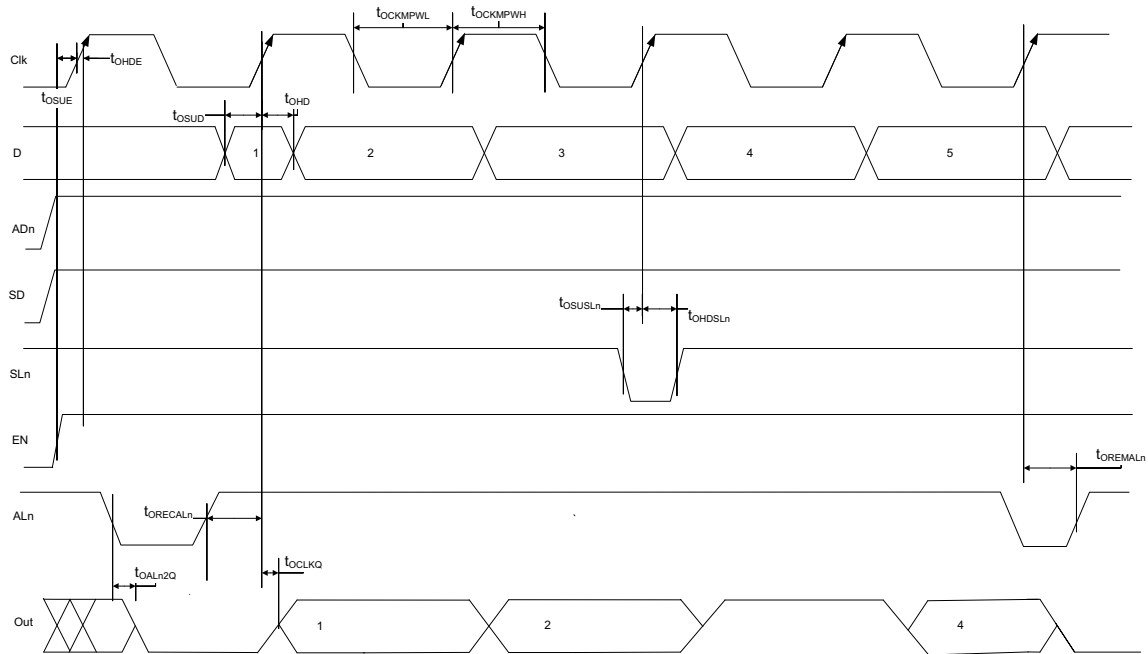 tOCKMPWL tOCKMPWH
Clk
tOHDE
tOSUE
tOSUD tOHD
D 1 2 3 4 5
ADn
SD
tOSUSLn tOHDSLn
SLn
EN
tOREMALn
ALn
tORECALn
tOCLKQ
tOALn2Q
Out 1 2 4